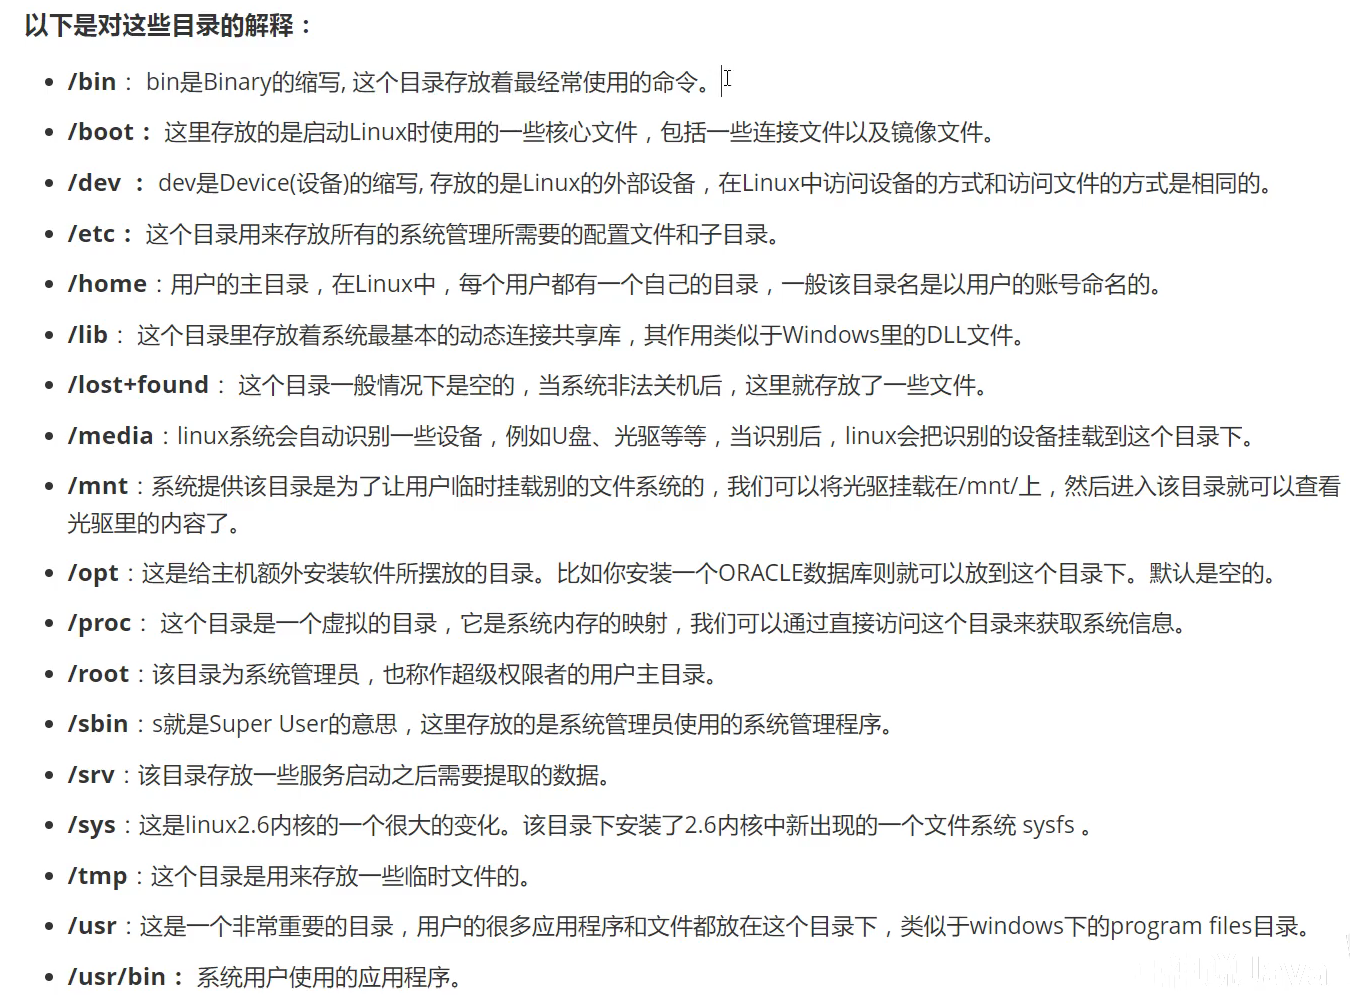 以下是对这些目录的解释：
• /bin： bin是Binary的缩写, 这个目录存放着最经常使用的命令。
• /boot： 这里存放的是启动Linux时使用的一些核心文件，包括一些连接文件以及镜像文件。
• /dev ： dev是Device(设备)的缩写, 存放的是Linux的外部设备，在Linux中访问设备的方式和访问文件的方式是相同的。
• /etc： 这个目录用来存放所有的系统管理所需要的配置文件和子目录。
• /home：用户的主目录，在Linux中，每个用户都有一个自己的目录，一般该目录名是以用户的账号命名的。
• /lib： 这个目录里存放着系统最基本的动态连接共享库，其作用类似于Windows里的DLL文件。
• /lost+found： 这个目录一般情况下是空的，当系统非法关机后，这里就存放了一些文件。
• /media：linux系统会自动识别一些设备，例如U盘、光驱等等，当识别后，linux会把识别的设备挂载到这个目录下。
• /mnt：系统提供该目录是为了让用户临时挂载别的文件系统的，我们可以将光驱挂载在/mnt/上，然后进入该目录就可以查看
光驱里的内容了。
• /opt：这是给主机额外安装软件所摆放的目录。比如你安装一个ORACLE数据库则就可以放到这个目录下。默认是空的。
• /proc： 这个目录是一个虚拟的目录，它是系统内存的映射，我们可以通过直接访问这个目录来获取系统信息。
• /root：该目录为系统管理员，也称作超级权限者的用户主目录。
• /sbin：s就是Super User的意思，这里存放的是系统管理员使用的系统管理程序。
• /srv：该目录存放一些服务启动之后需要提取的数据。
• /sys：这是linux2.6内核的一个很大的变化。该目录下安装了2.6内核中新出现的一个文件系统 sysfs 。
• /tmp：这个目录是用来存放一些临时文件的。
• /usr：这是一个非常重要的目录，用户的很多应用程序和文件都放在这个目录下，类似于windows下的program files目录。
• /usr/bin： 系统用户使用的应用程序。